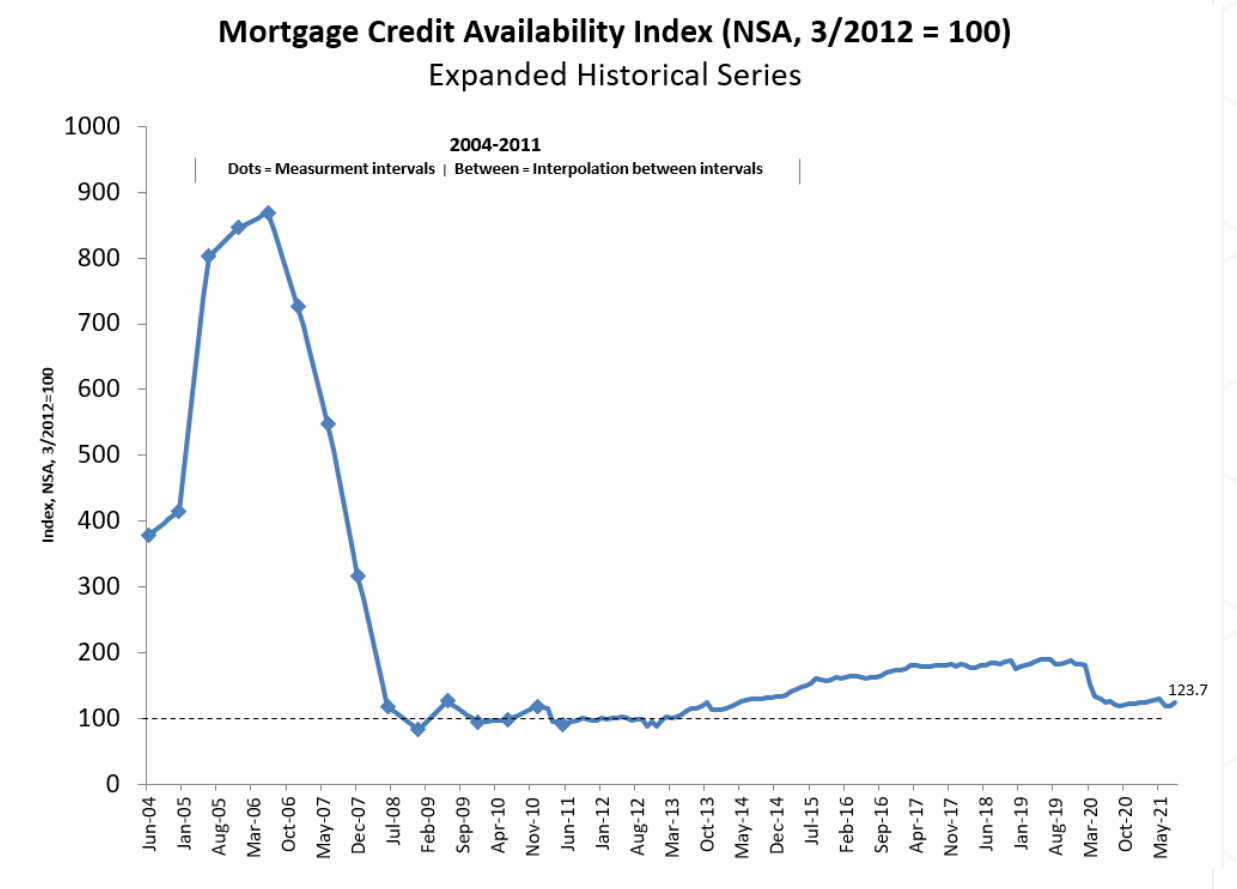 Mortgage Credit Availability Index (NSA, 3/2012 = 100)
Expanded Historical Series
2004-2011
Dots = Measurment intervals | Between = Interpolation between intervals
Index, NSA, 3/2012=100
1000
900
800
700
600
500
400
300
200
100
0
123.7
Jun-04
Jan-05
Aug-05
Mar-06
Oct-06
May-07
Dec-07
Jul-08
Feb-09
Sep-09
Apr-10
Nov-10
Jun-11
Jan-12
Aug-12
Mar-13
Oct-13
May-14
Dec-14
Jul-15
Feb-16
Sep-16
Apr-17
Nov-17
Jun-18
Jan-19
Aug-19
Mar-20
Oct-20
May-21